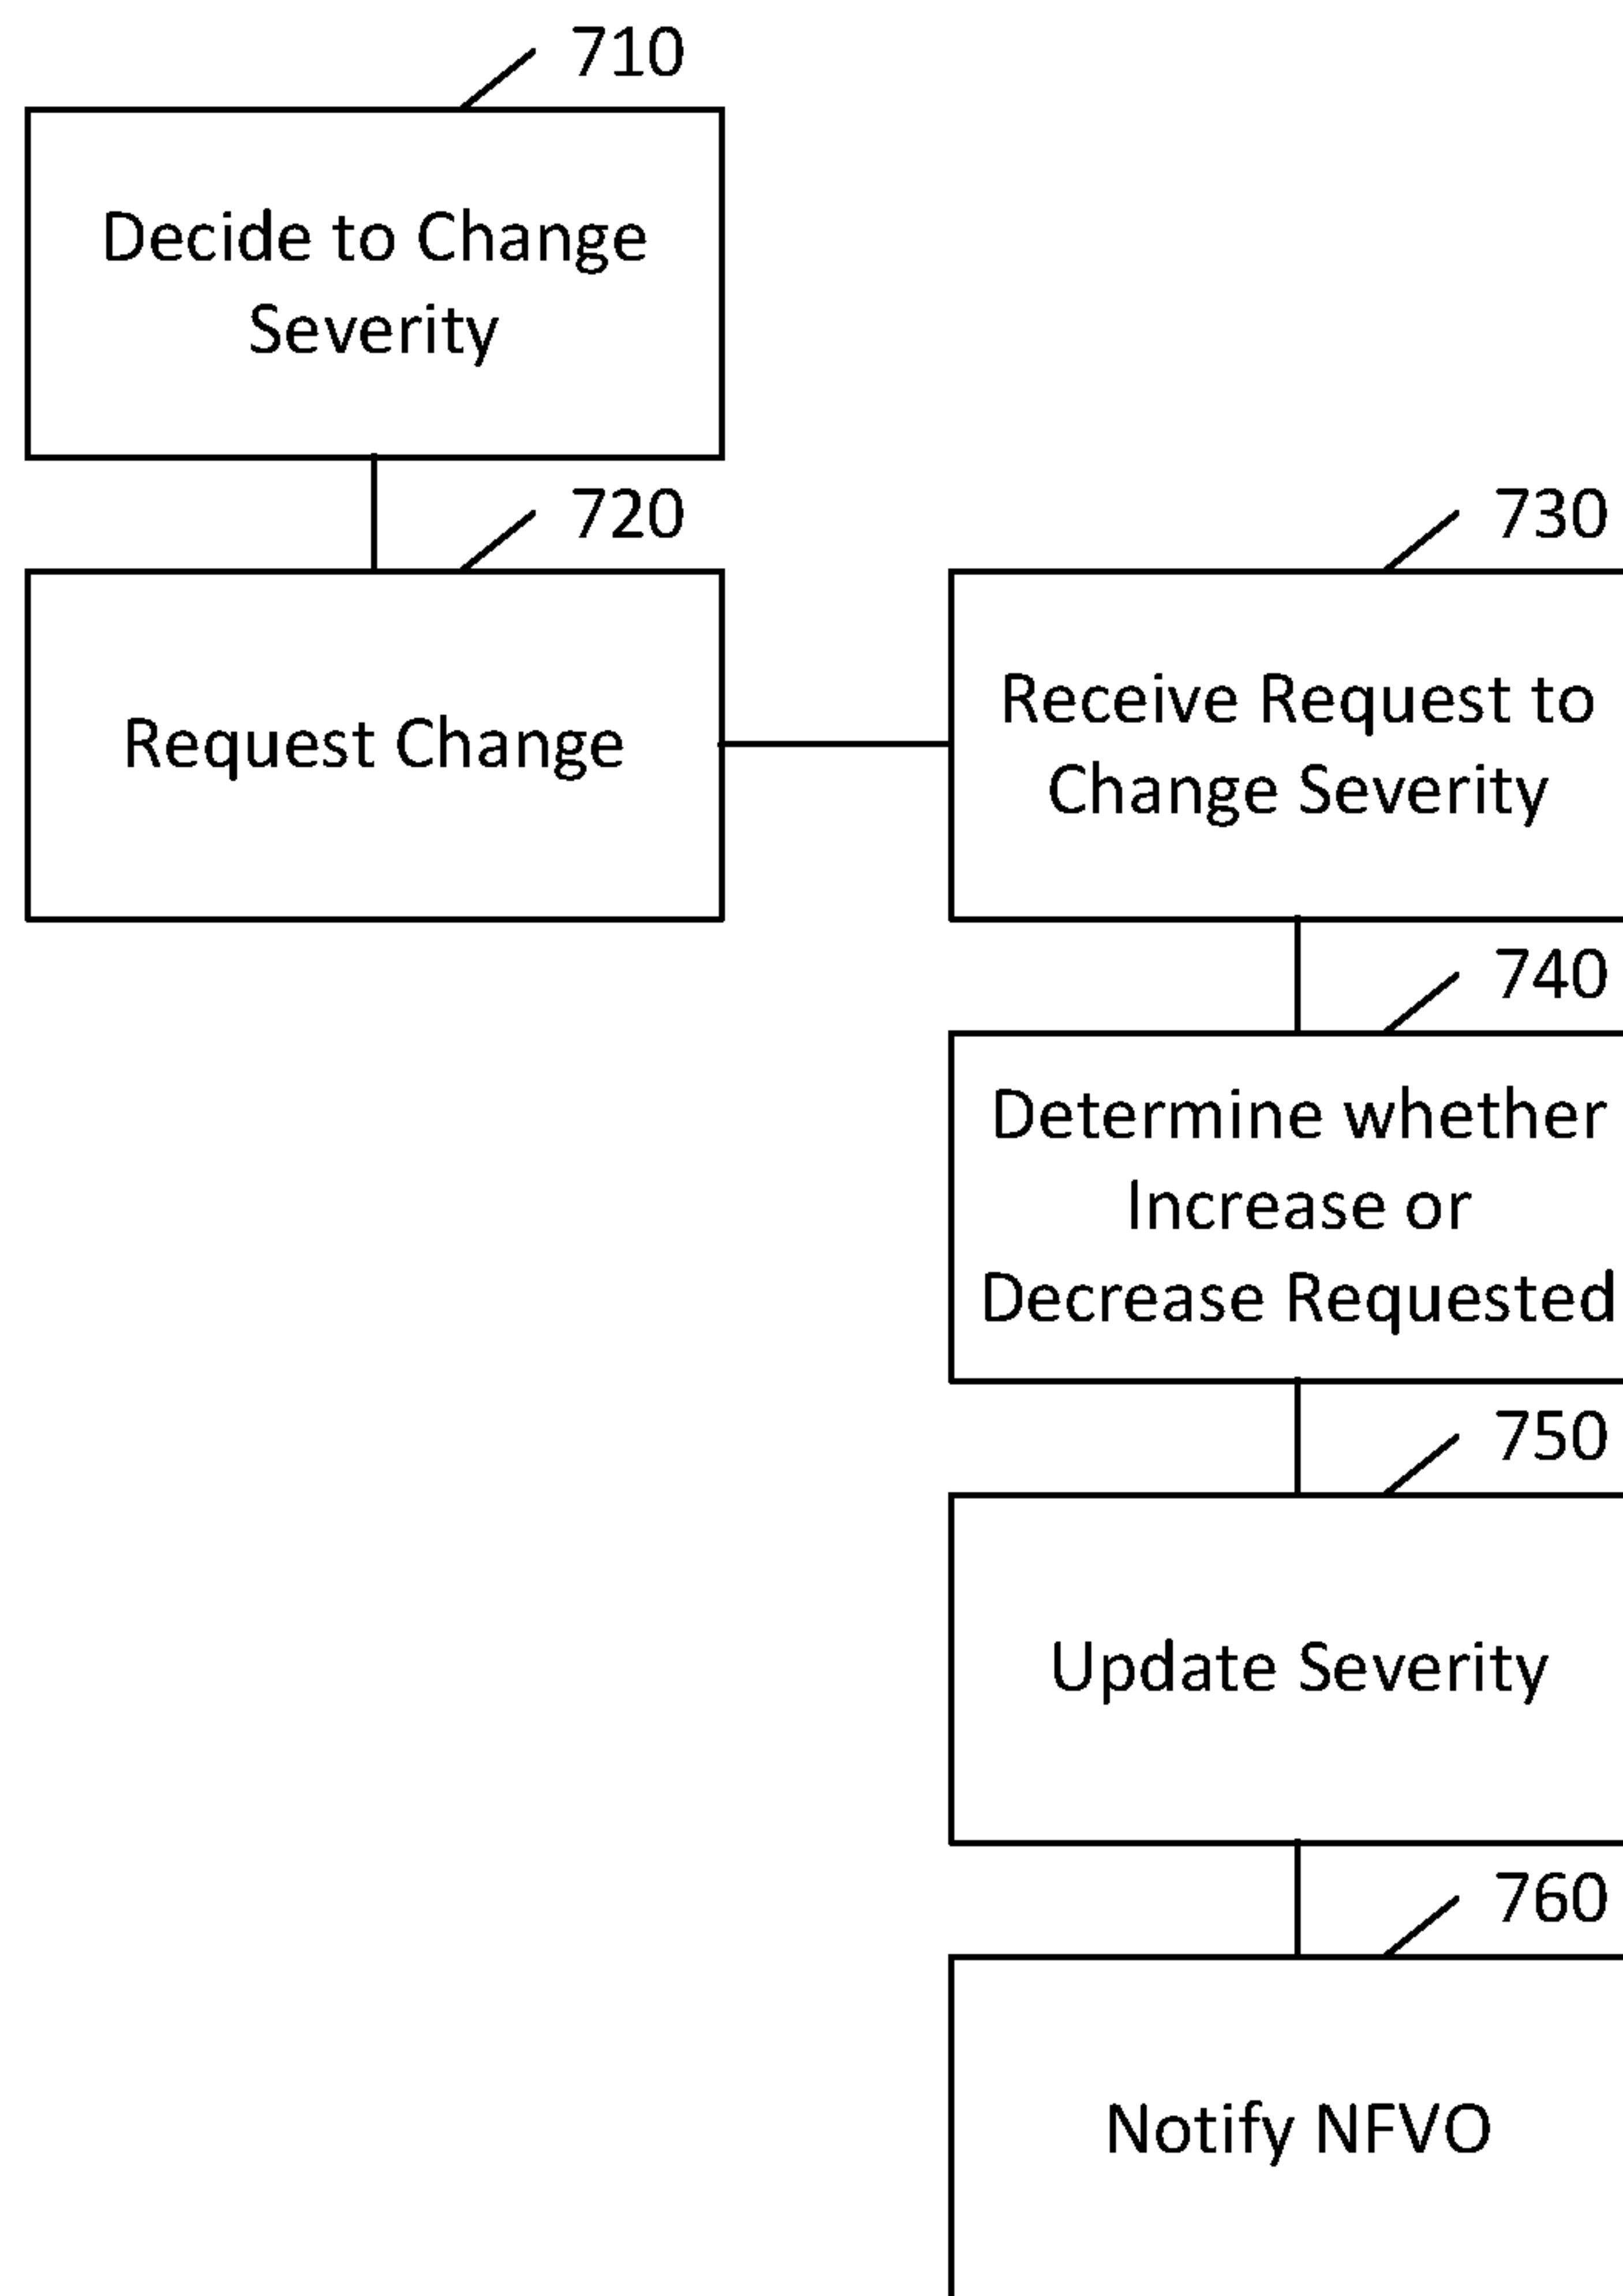 710
Decide to Change
Severity
720
Request Change
730
Receive Request to
Change Severity
740
Determine whether
Increase or
Decrease Requested
750
Update Severity
760
Notify NFVO